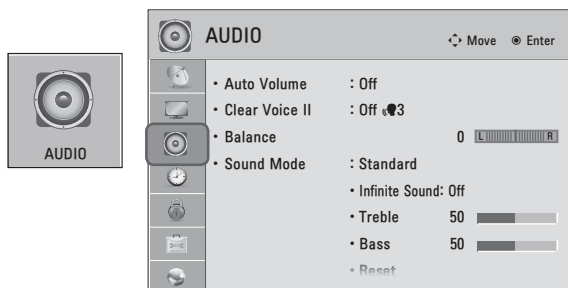 AUDIO
AUDIO
Move Enter
• Auto Volume : Off
• Clear Voice II : Off 3
• Balance 0 L R
• Sound Mode : Standard
• Infinite Sound: Off
• Treble 50
• Bass 50
• Reset